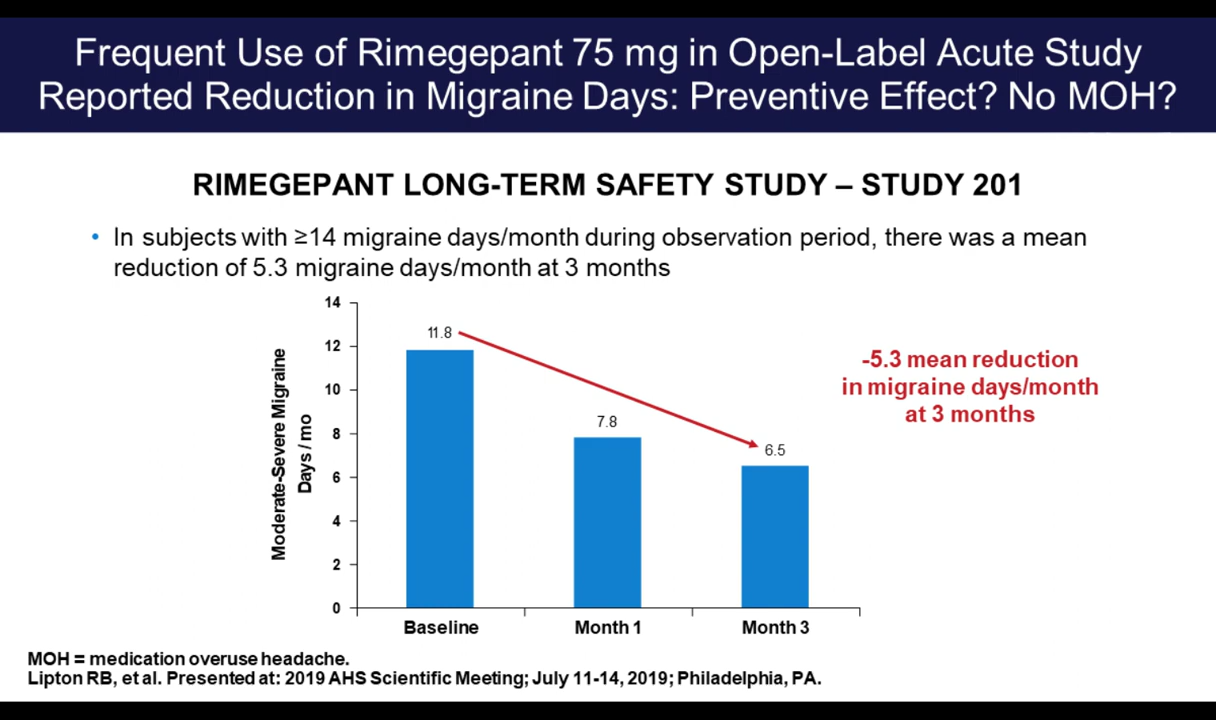 Frequent Use of Rimegepant 75 mg in Open-Label Acute Study
Reported Reduction in Migraine Days: Preventive Effect? No MOH?
RIMEGEPANT LONG-TERM SAFETY STUDY – STUDY 201
• In subjects with ≥14 migraine days/month during observation period, there was a mean
reduction of 5.3 migraine days/month at 3 months
Moderate-Severe Migraine
Days / mo
14
12
10
8
6
4
2
0
11.8
7.8
6.5
Baseline
Month 1
Month 3
-5.3 mean reduction
in migraine days/month
at 3 months
MOH = medication overuse headache.
Lipton RB, et al. Presented at: 2019 AHS Scientific Meeting; July 11-14, 2019; Philadelphia, PA.